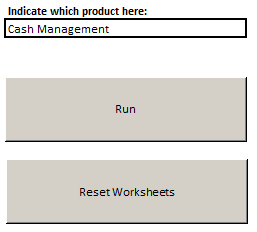 Indicate which product here:
Cash Management
Run
Reset Worksheets